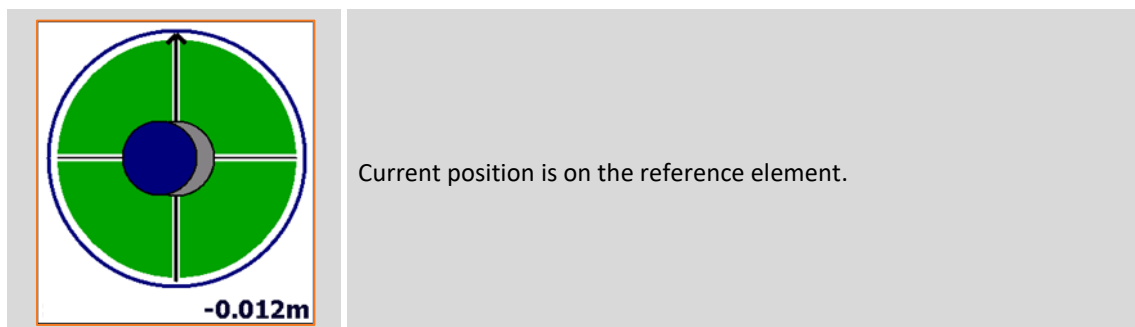 Current position is on the reference element.
-0.012m